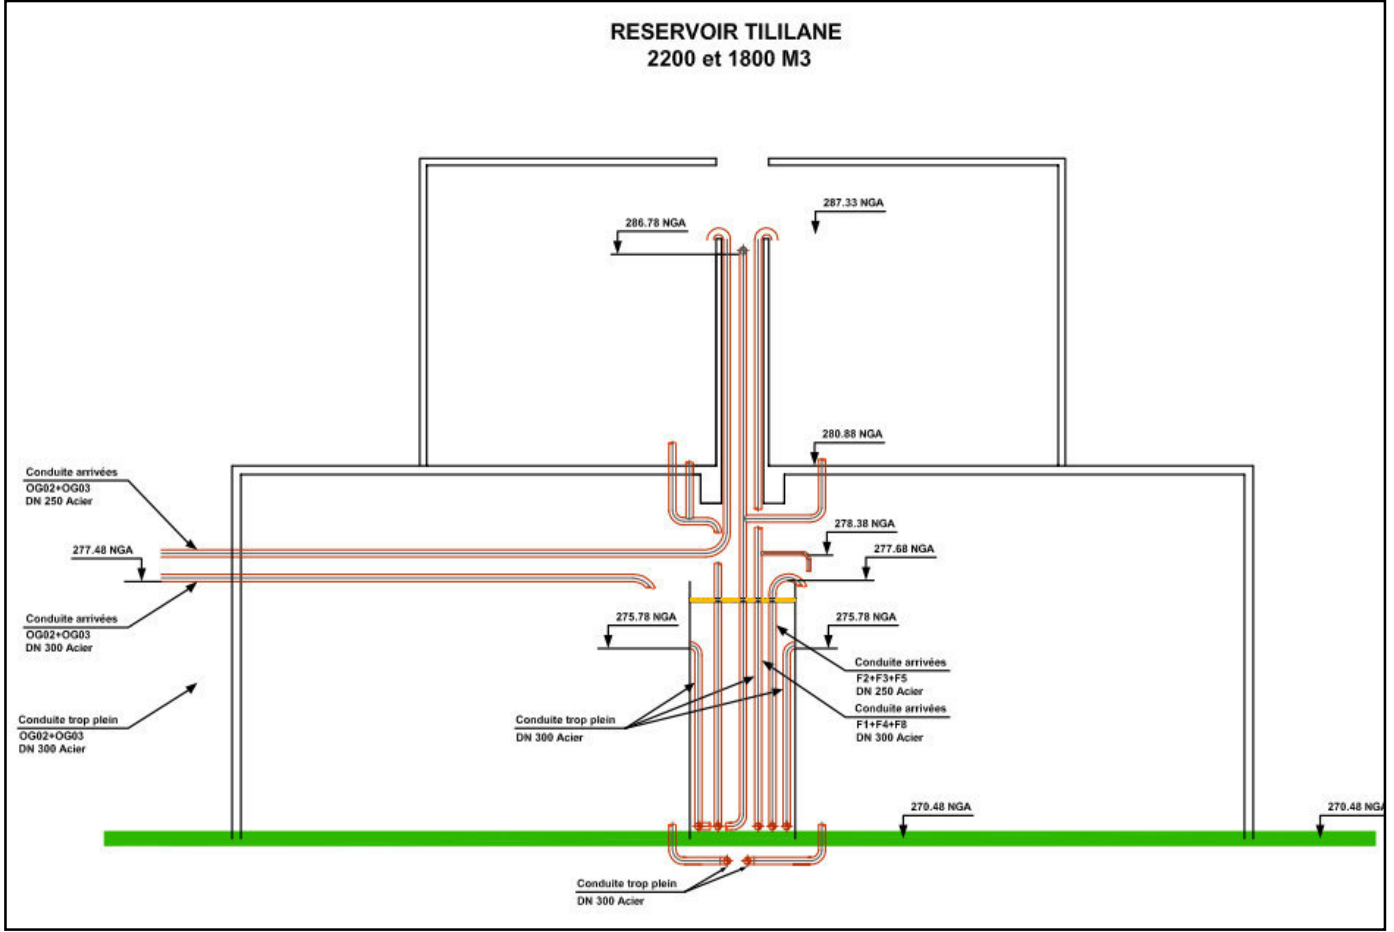 RESERVOIR TILILANE
2200 et 1800 M3
287.33 NGA
286.78 NGA
280.88 NGA
Conduite arrivées
OG02+OG03
DN 250 Acier
278.38 NGA
277.48 NGA
277.68 NGA
Conduite arrivées
OG02+OG03
DN 300 Acier
275.78 NGA
275.78 NGA
Conduite arrivées
F2+F3+F5
DN 250 Acier
Conduite arrivées
F1+F4+F8
DN 300 Acier
Conduite trop plein
OG02+OG03
DN 300 Acier
Conduite trop plein
DN 300 Acier
270.48 NGA
270.48 NGA
Conduite trop plein
DN 300 Acier